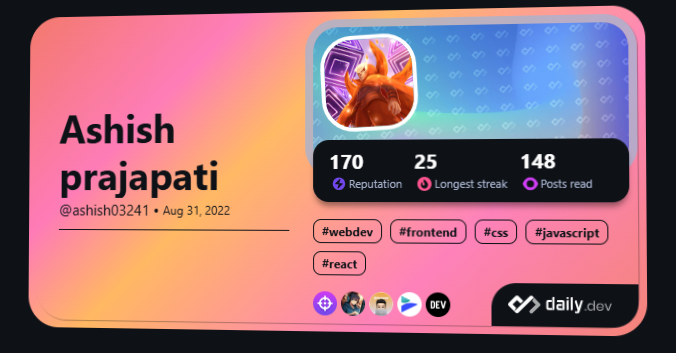 Ashish
prajapati
@ashish03241 • Aug 31, 2022
170 25 148
Reputation Longest streak Posts read
#webdev #frontend #css #javascript
#react
DEV
daily.dev